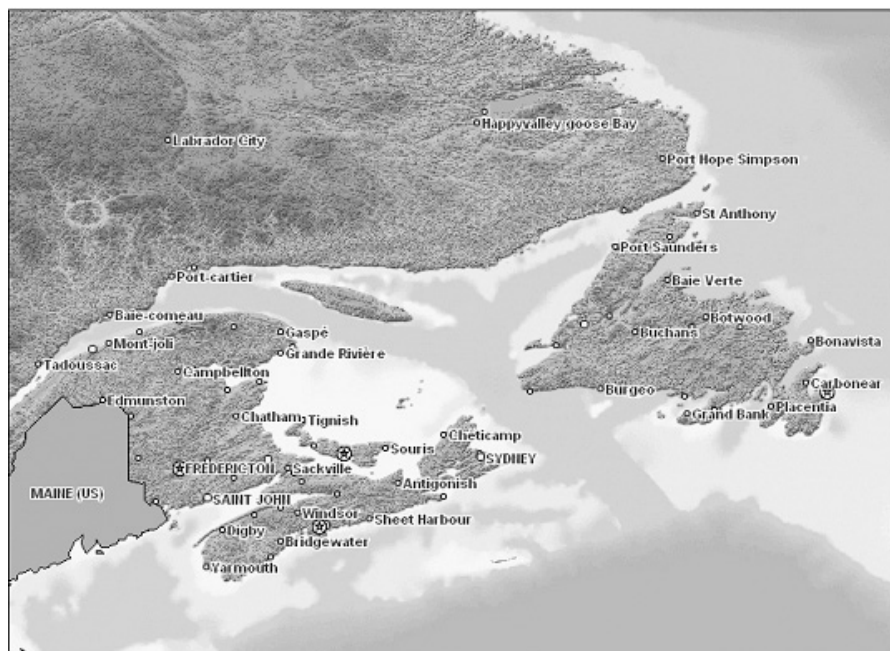 Labrador City
Happyvalley-goose Bay
Port Hope Simpson
St Anthony
Port Saunders
Port-cartier
Baie Verte
Baie-comeau
Botwood
Gaspé
Buchans
Mont-joli
Bonavista
Grande Rivière
Tadoussac
Campbellton
Carbonear
Burgeo
Edmunston
Placentia
Grand Bank
Chatham
Tignish
Cheticamp
Souris
SYDNEY
FREDERICTON
Sackville
Antigonish
MAINE (US)
SAINT JOHN
Windsor
Sheet Harbour
Digby
Bridgewater
Yarmouth